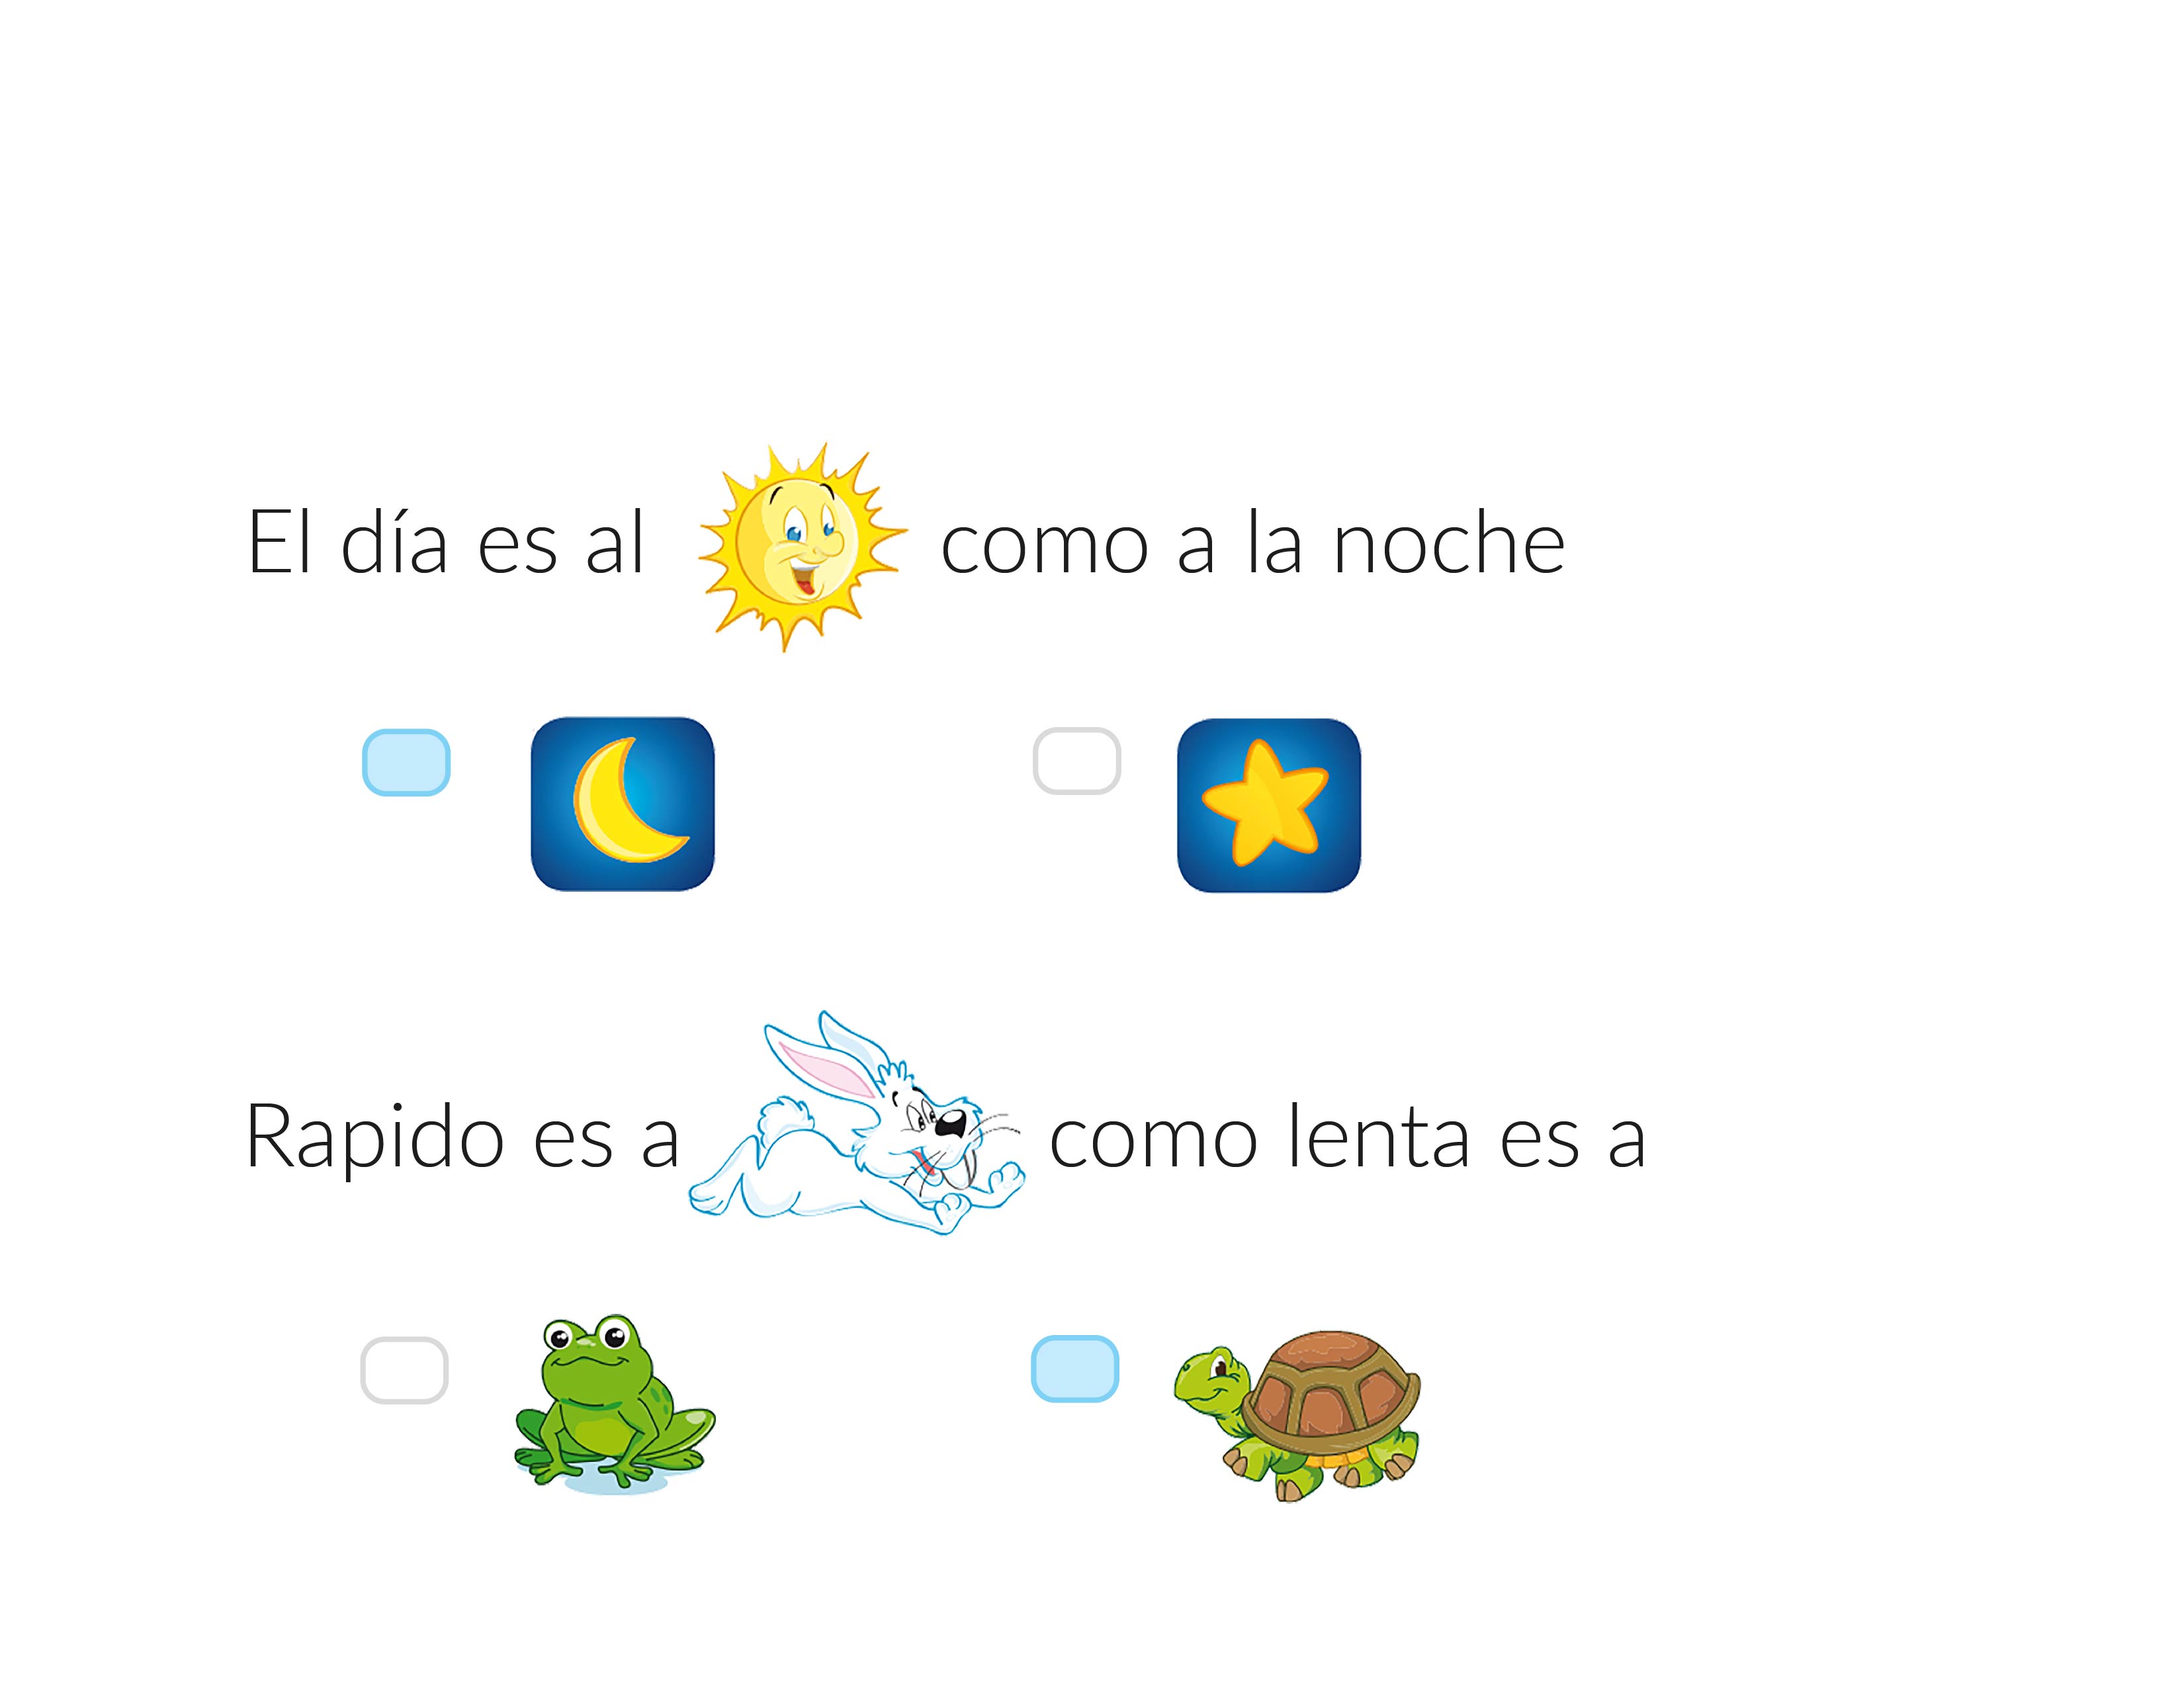 El día es al como a la noche
Rapido es a como lenta es a